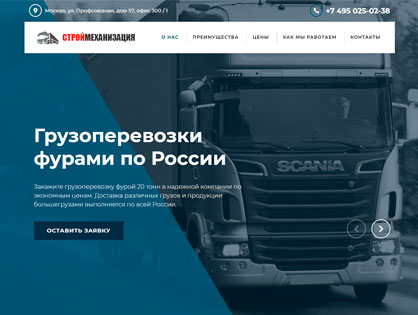 Москва, ул. Профсоюзная, дом 57, офис 300 / 1
+7 495 025-02-38
СТРОЙМЕХАНИЗАЦИЯ
О НАС
ПРЕИМУЩЕСТВА
ЦЕНЫ
КАК МЫ РАБОТАЕМ
КОНТАКТЫ
Грузоперевозки
фурами по России
Закажите грузоперевозку фурой 20 тонн в надежной компании по
экономным ценам. Доставка различных грузов и продукции
большегрузами выполняется по всей России.
ОСТАВИТЬ ЗАЯВКУ
SCANIA